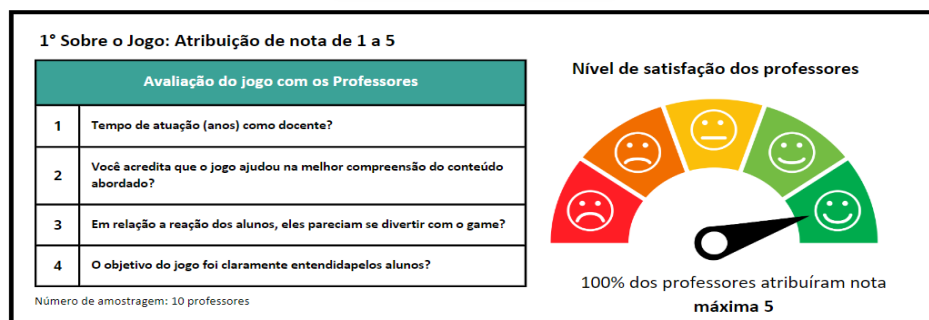 1° Sobre o Jogo: Atribuição de nota de 1 a 5
Avaliação do jogo com os Professores
1 Tempo de atuação (anos) como docente?
2 Você acredita que o jogo ajudou na melhor compreensão do conteúdo
abordado?
3 Em relação a reação dos alunos, eles pareciam se divertir com o game?
4 O objetivo do jogo foi claramente entendidapelos alunos?
Número de amostragem: 10 professores
Nível de satisfação dos professores
100% dos professores atribuíram nota
máxima 5